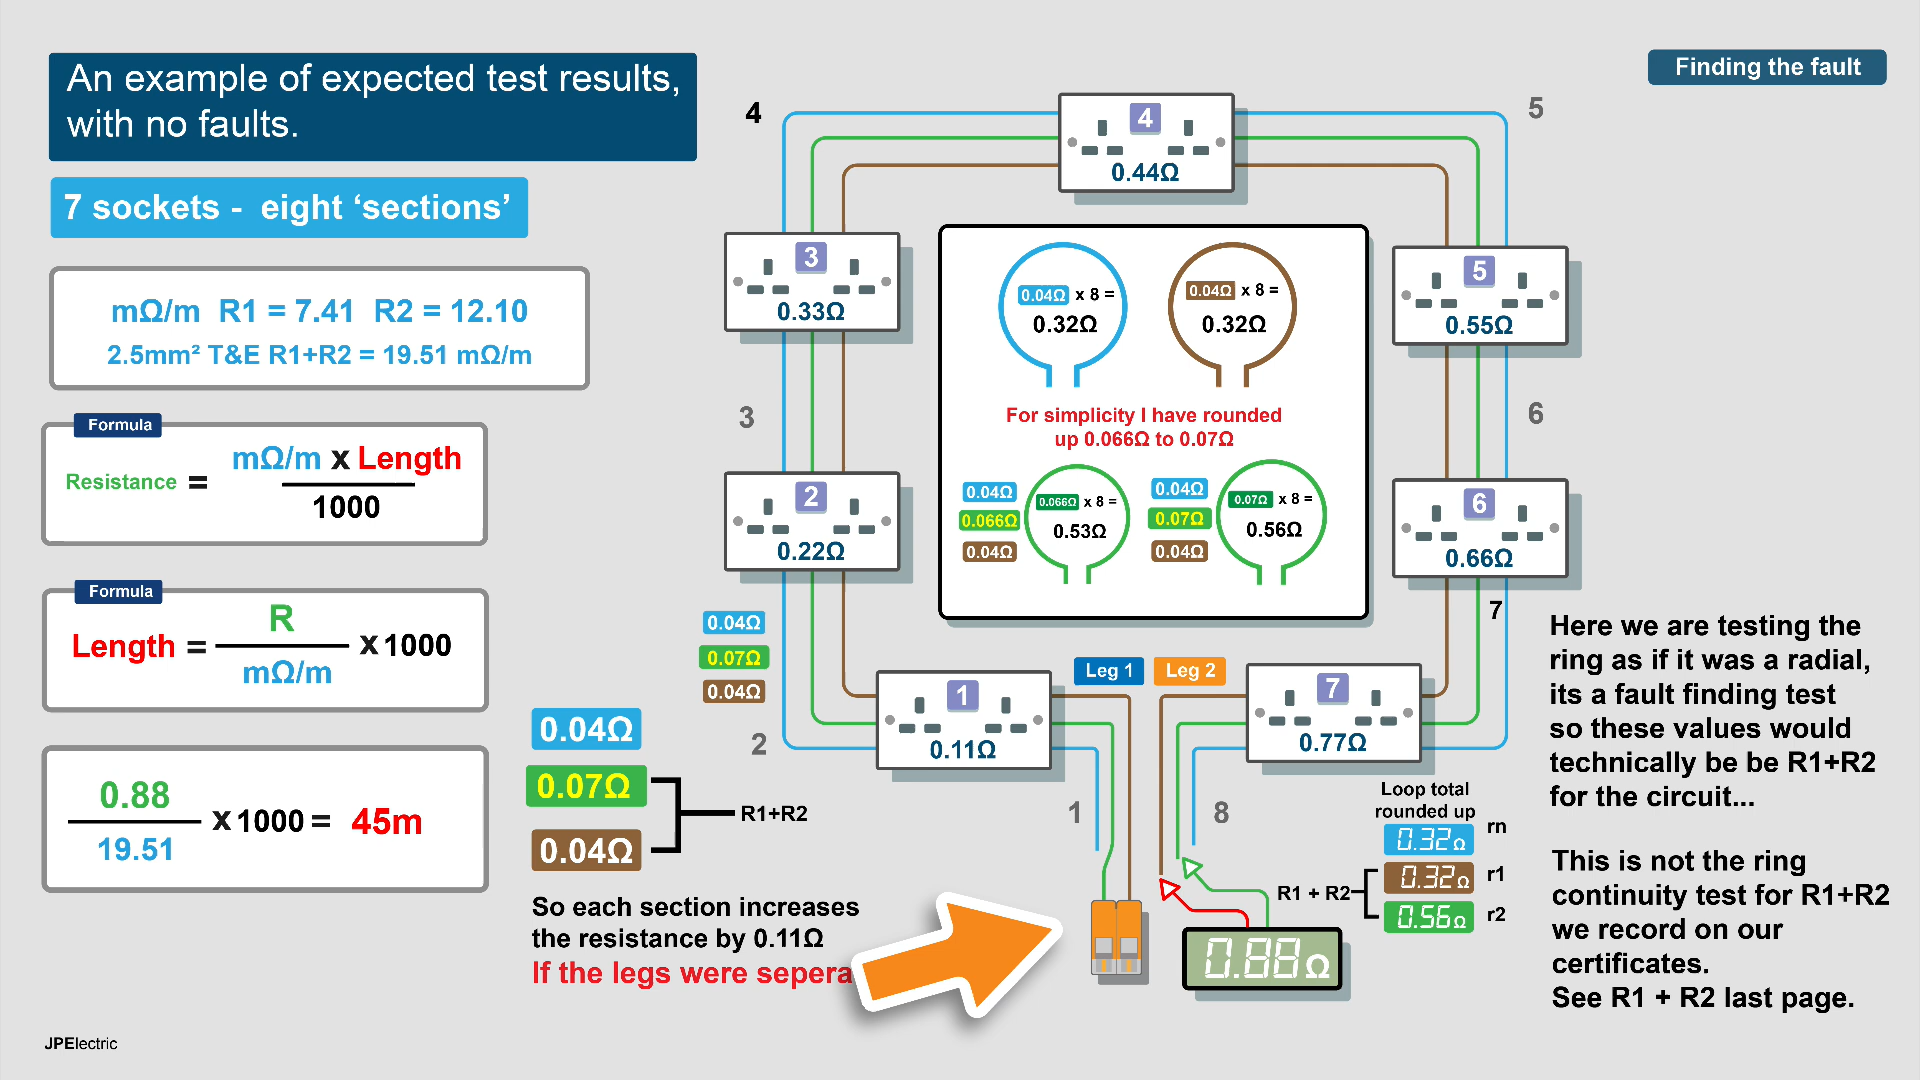 An example of expected test results,
with no faults.
Finding the fault
7 sockets - eight ‘sections’
mΩ/m R1 = 7.41 R2 = 12.10
2.5mm² T&E R1+R2 = 19.51 mΩ/m
Formula
Resistance = mΩ/m x Length
1000
Formula
Length = R
mΩ/m
x 1000
0.88
19.51
x 1000 = 45m
4
5
4
0.44Ω
3
0.33Ω
5
0.55Ω
0.04Ω x 8 =
0.32Ω
0.04Ω x 8 =
0.32Ω
For simplicity I have rounded
up 0.066Ω to 0.07Ω
3
6
0.04Ω
0.066Ω
0.04Ω
0.066Ω x 8 =
0.53Ω
0.04Ω
0.07Ω
0.04Ω
0.07Ω x 8 =
0.56Ω
2
0.22Ω
6
0.66Ω
7
0.04Ω
0.07Ω
0.04Ω
Leg 1
Leg 2
1
0.11Ω
7
0.77Ω
2
1
8
0.04Ω
0.07Ω
0.04Ω
R1+R2
So each section increases
the resistance by 0.11Ω
If the legs were sepera
Loop total
rounded up
0.32Ω rn
R1 + R2
0.32Ω r1
0.56Ω r2
0.88Ω
Here we are testing the
ring as if it was a radial,
its a fault finding test
so these values would
technically be be R1+R2
for the circuit...
This is not the ring
continuity test for R1+R2
we record on our
certificates.
See R1 + R2 last page.
JPElectric